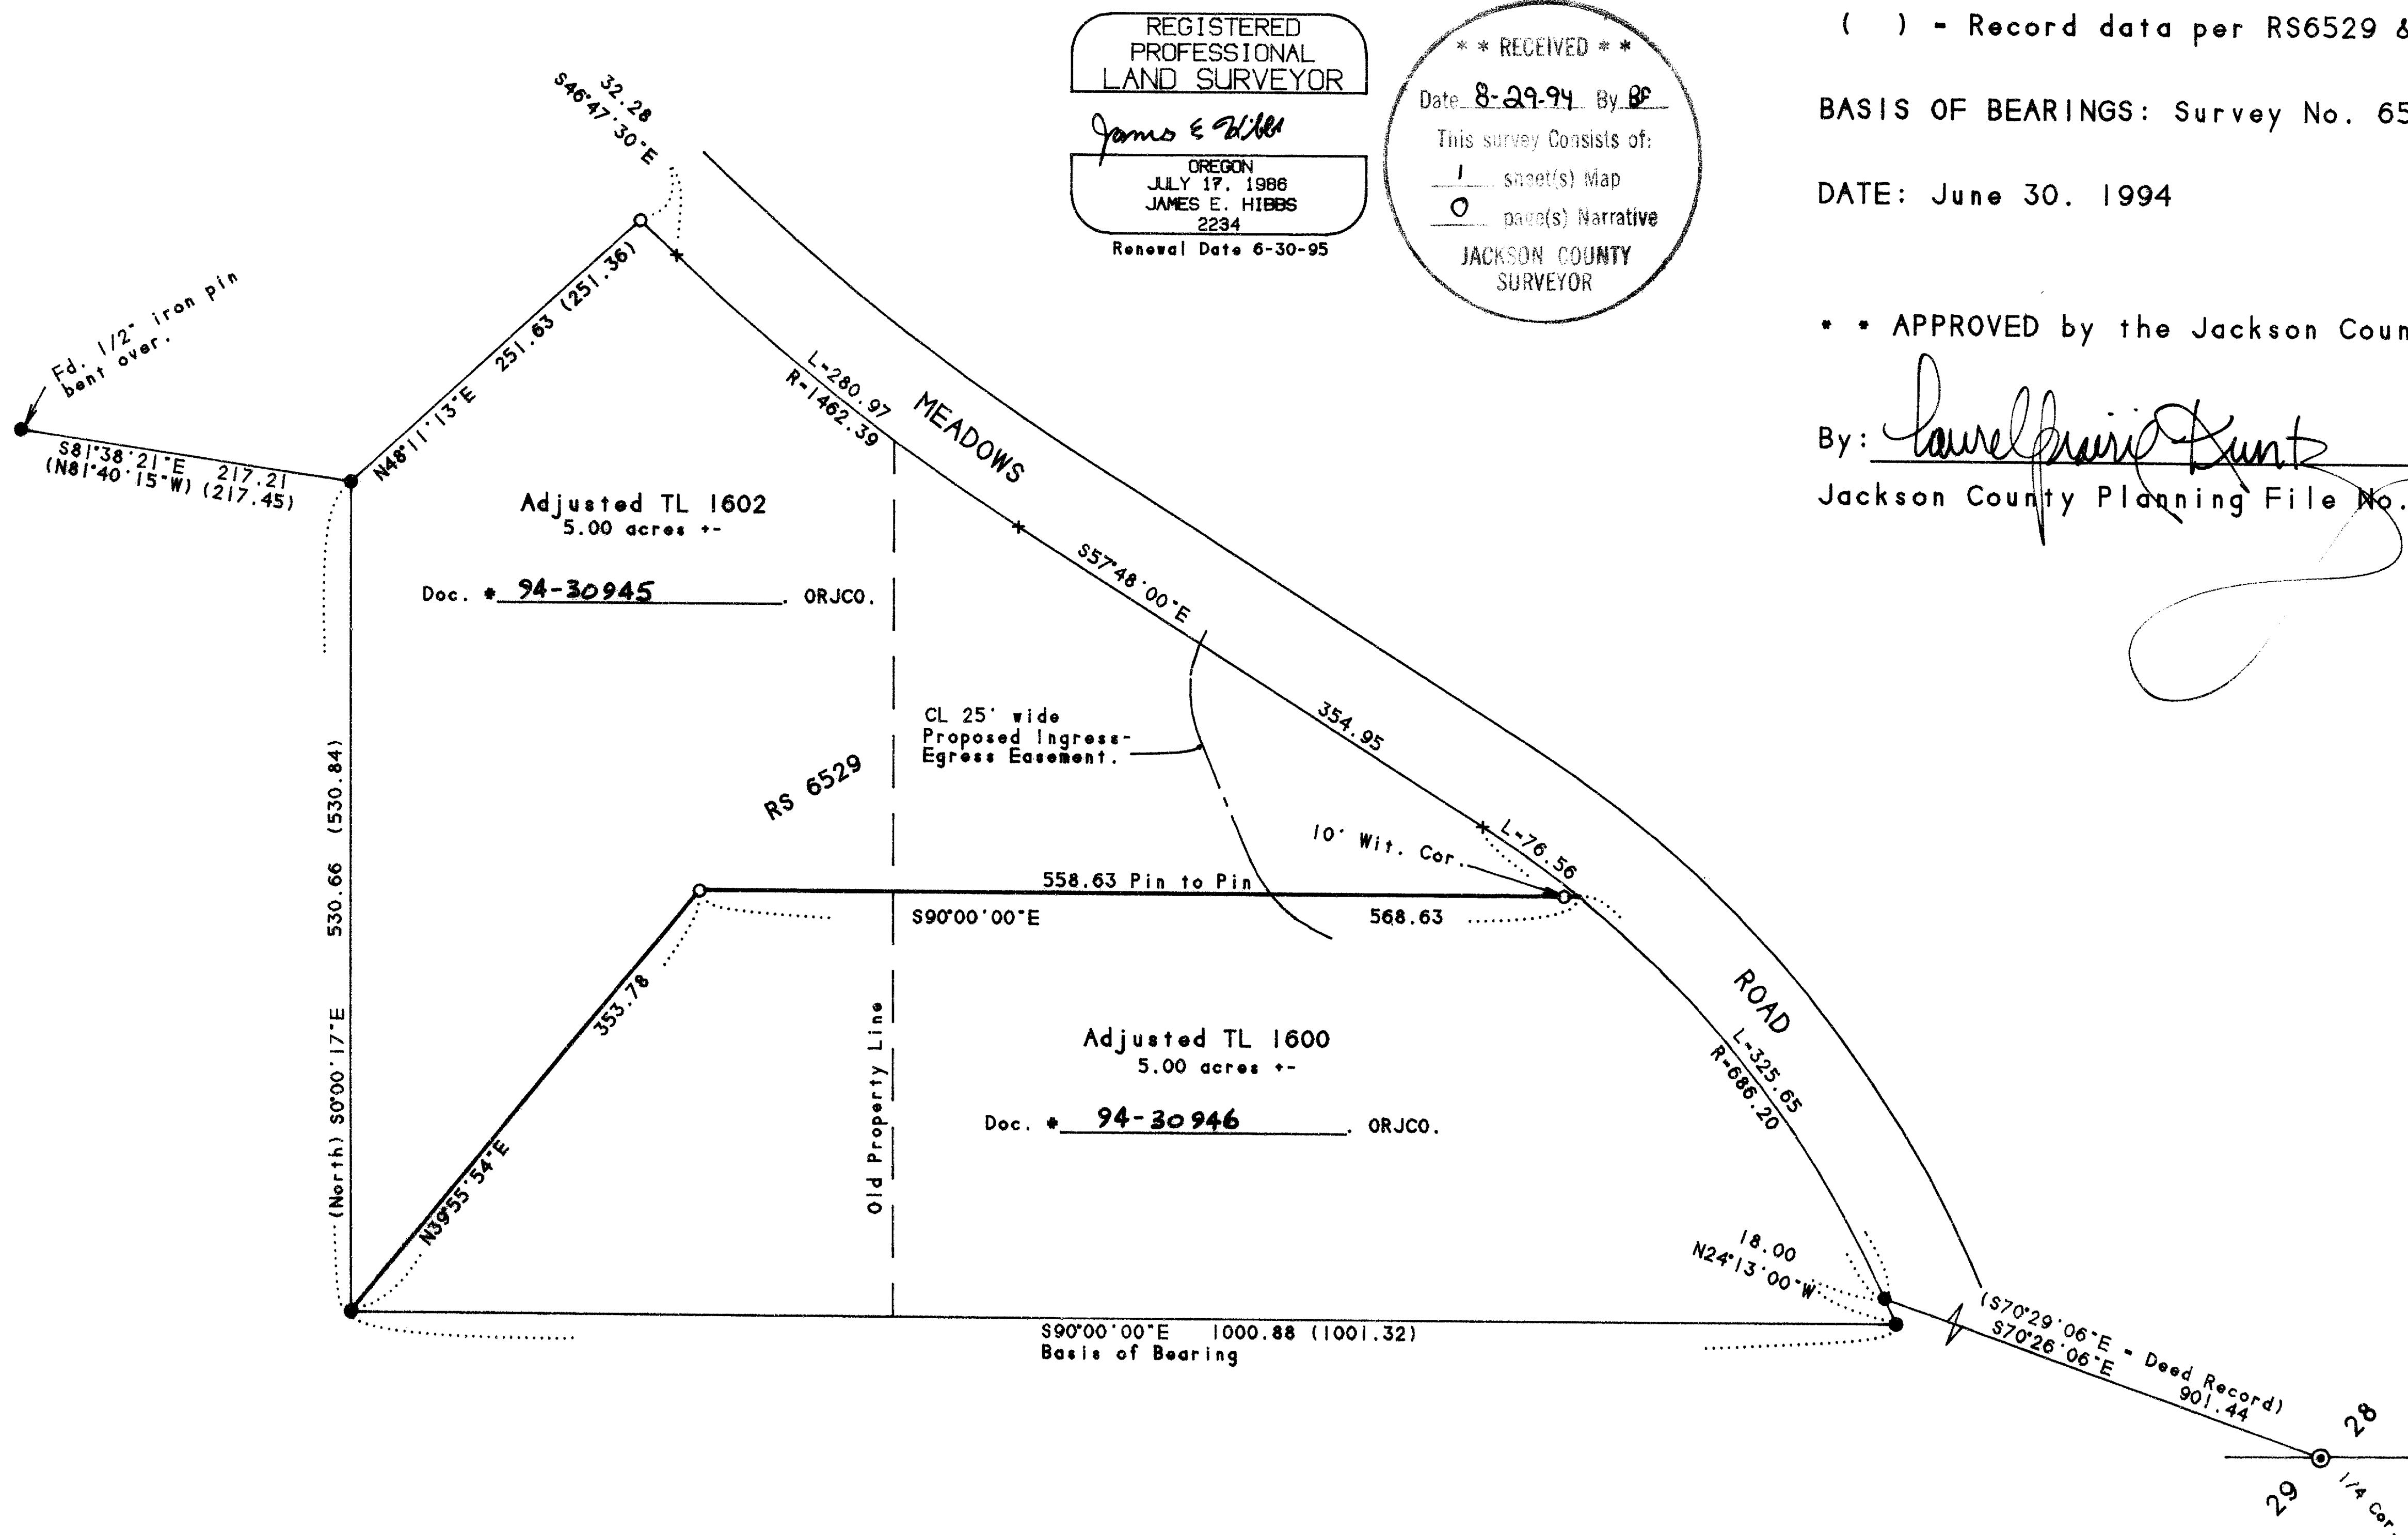 REGISTERED
PROFESSIONAL
LAND SURVEYOR
OREGON
JULY 17, 1986
JAMES E. HIBBS
2234
Renewal Date 6-30-95
* * RECEIVED * *
Date 8-29-94 By BF
This survey Consists of:
1 sheet(s) Map
0 page(s) Narrative
JACKSON COUNTY
SURVEYOR
( ) - Record data per RS6529 &
BASIS OF BEARINGS: Survey No. 65
DATE: June 30. 1994
* * APPROVED by the Jackson Coun
By:
Jackson County Planning File No.
32.28
S46°47'30"E
Fd. 1/2" iron pin
bent over.
S81°38'21"E 217.21
(N81°40'15"W) (217.45)
N48°11'13"E 251.63 (251.36)
L=280.97
R=1462.39
MEADOWS
Adjusted TL 1602
5.00 acres +-
Doc. # 94-30945. ORJCO.
S57°48'00"E
354.95
CL 25' wide
Proposed Ingress-
Egress Easement.
RS 6529
(North) S0°00'17"E 530.66 (530.84)
10' Wit. Cor.
L=76.56
558.63 Pin to Pin
S90°00'00"E 568.63
N39°55'54"E 353.78
Old Property Line
ROAD
L=325.65
R=686.20
Adjusted TL 1600
5.00 acres +-
Doc. # 94-30946. ORJCO.
18.00
N24°13'00"W
S90°00'00"E 1000.88 (1001.32)
Basis of Bearing
(S70°29'06"E - Deed Record)
S70°26'06"E 901.44
28
29
1/4 Cor.